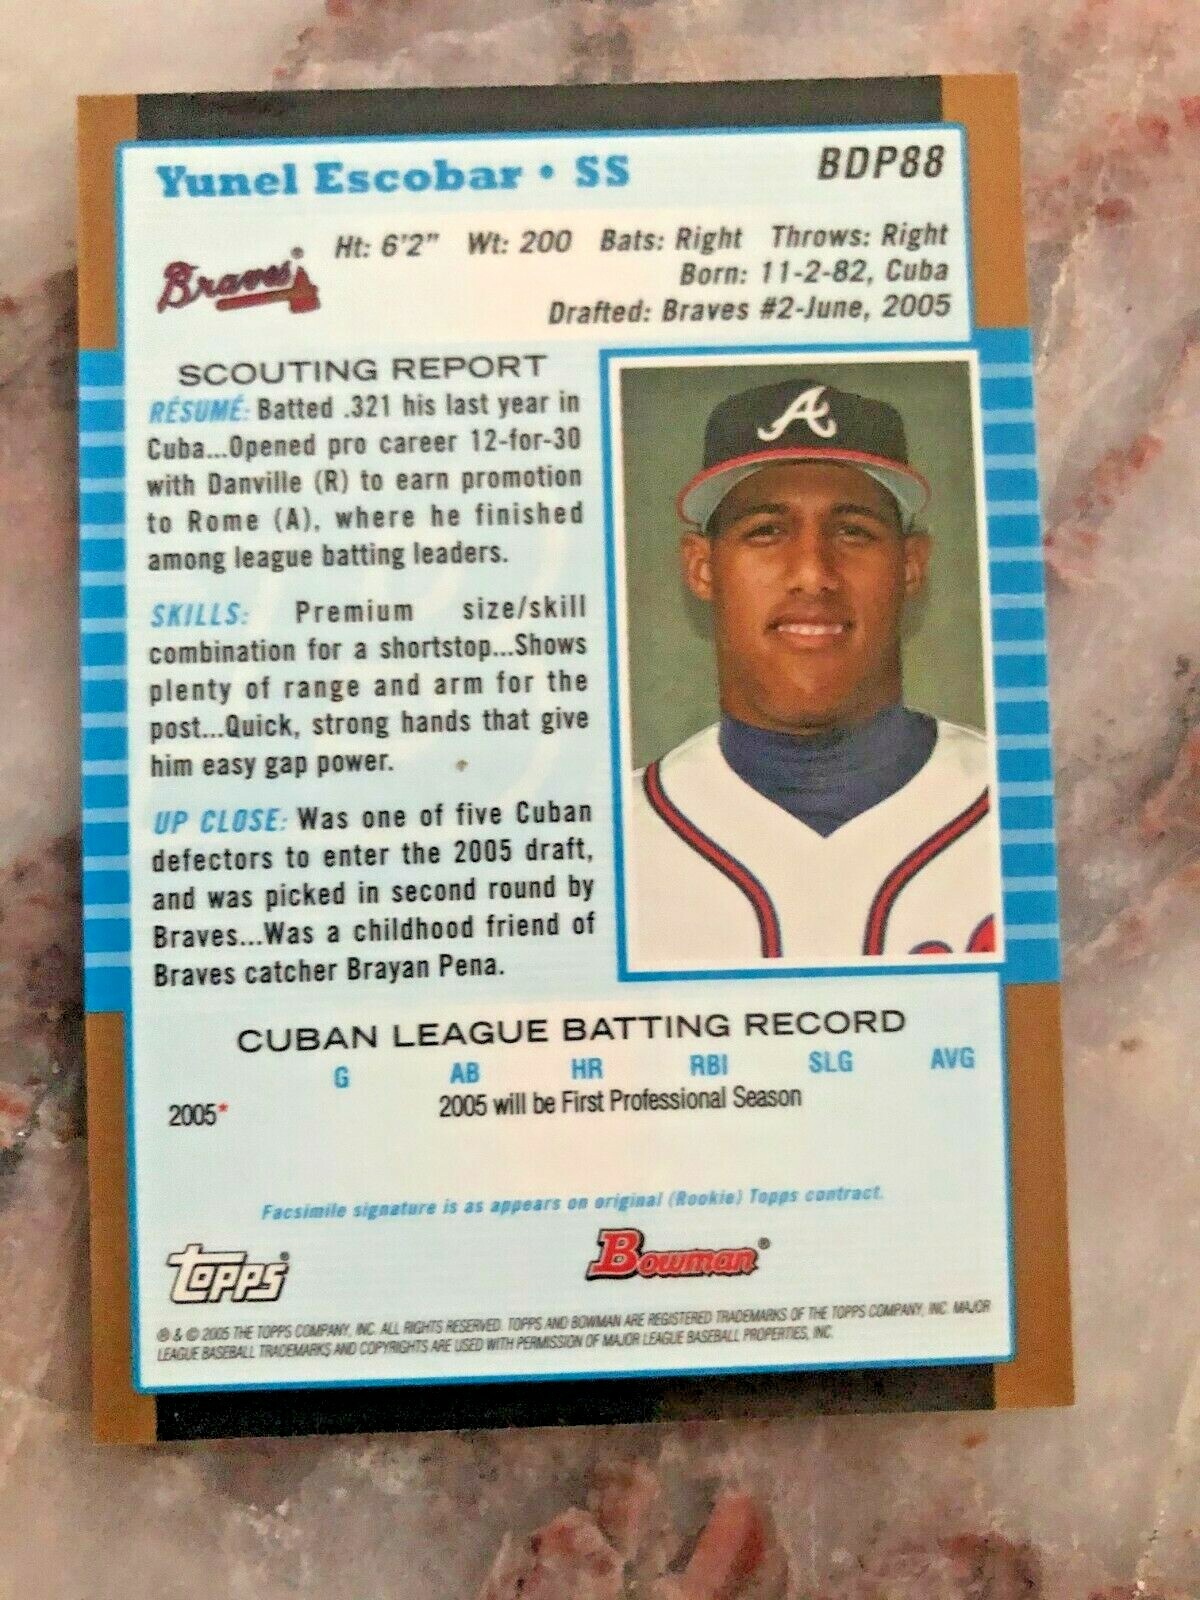 Yunel Escobar • SS
BDP88
Braves®
Ht: 6'2" Wt: 200 Bats: Right Throws: Right
Born: 11-2-82, Cuba
Drafted: Braves #2-June, 2005
SCOUTING REPORT
RÉSUMÉ: Batted .321 his last year in
Cuba...Opened pro career 12-for-30
with Danville (R) to earn promotion
to Rome (A), where he finished
among league batting leaders.
SKILLS: Premium size/skill
combination for a shortstop...Shows
plenty of range and arm for the
post...Quick, strong hands that give
him easy gap power.
UP CLOSE: Was one of five Cuban
defectors to enter the 2005 draft,
and was picked in second round by
Braves...Was a childhood friend of
Braves catcher Brayan Pena.
A
CUBAN LEAGUE BATTING RECORD
G AB HR RBI SLG AVG
2005* 2005 will be First Professional Season
Facsimile signature is as appears on original (Rookie) Topps contract.
Topps® Bowman®
® & © 2005 THE TOPPS COMPANY, INC. ALL RIGHTS RESERVED. TOPPS AND BOWMAN ARE REGISTERED TRADEMARKS OF THE TOPPS COMPANY, INC. MAJOR
LEAGUE BASEBALL TRADEMARKS AND COPYRIGHTS ARE USED WITH PERMISSION OF MAJOR LEAGUE BASEBALL PROPERTIES, INC.